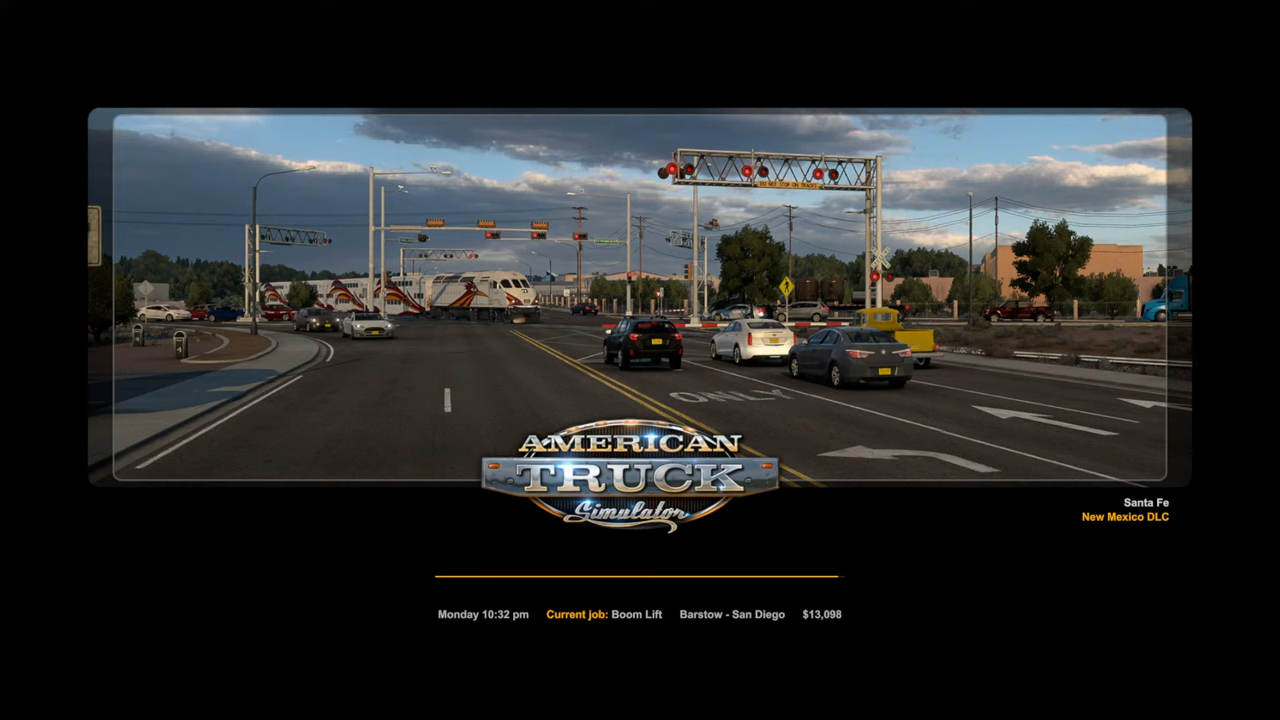 DO NOT STOP ON TRACKS
ONLY
AMERICAN
TRUCK
Simulator
Santa Fe
New Mexico DLC
Monday 10:32 pm Current job: Boom Lift Barstow - San Diego $13,098